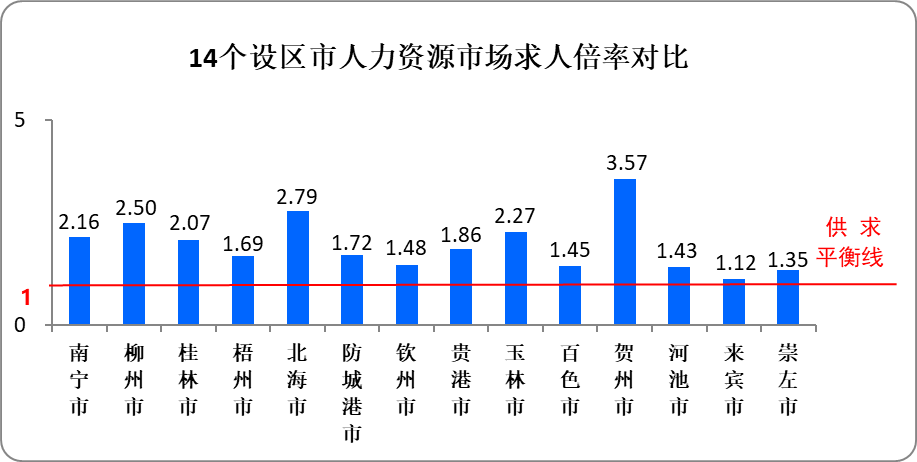 14个设区市人力资源市场求人倍率对比
5
3.57
2.79
2.50
2.27
2.16
2.07
1.86
1.69
1.72
1.48
1.45
1.43
1.12
1.35
供 求
平衡线
1
0
南宁市
柳州市
桂林市
梧州市
北海市
防城港市
钦州市
贵港市
玉林市
百色市
贺州市
河池市
来宾市
崇左市